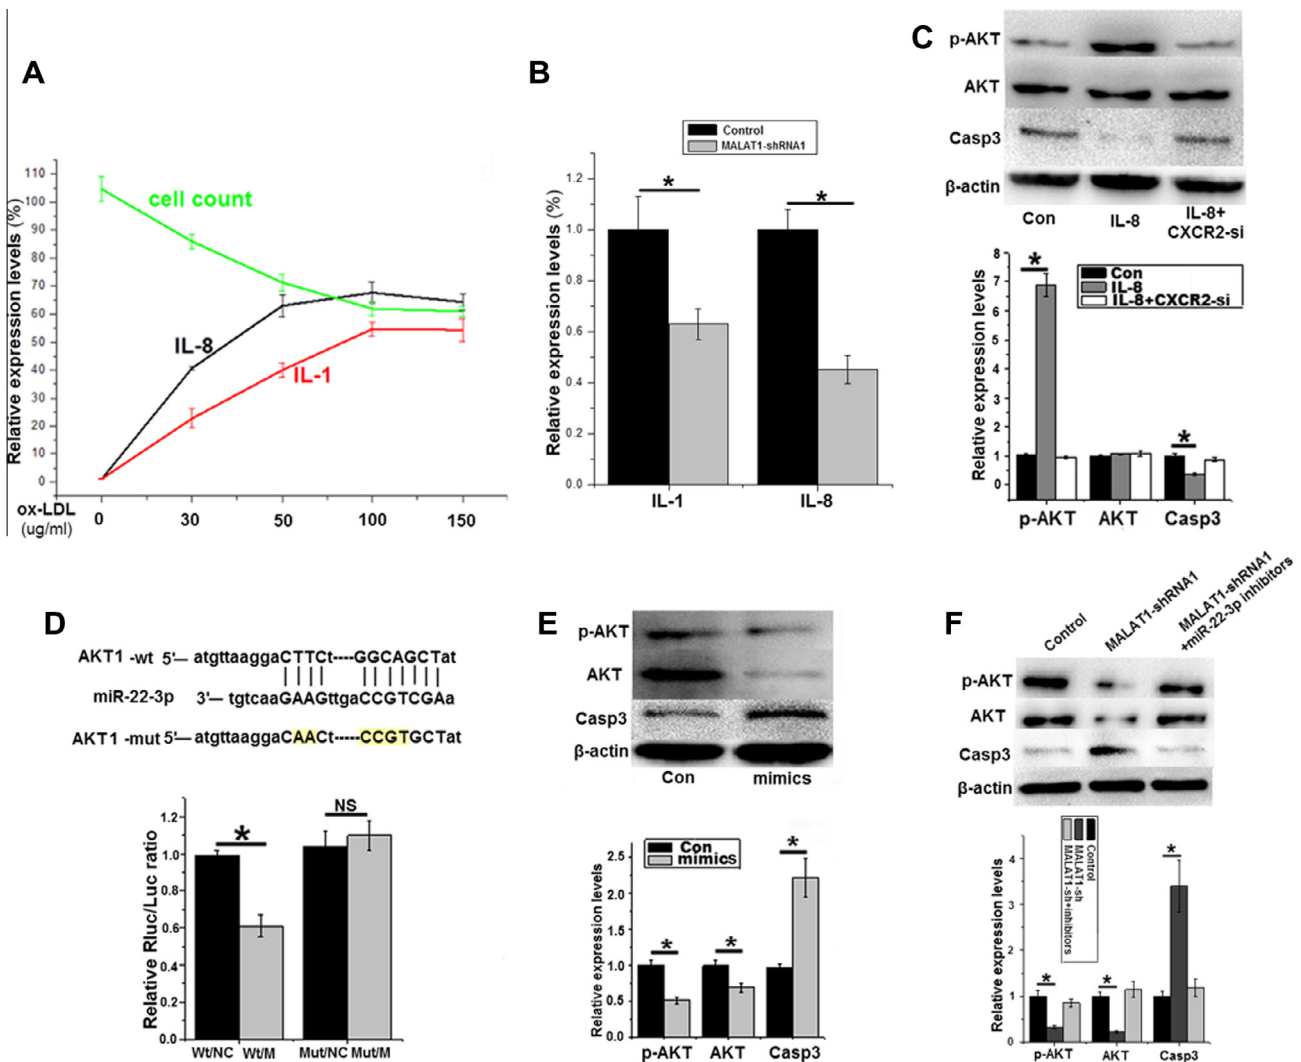 A
Relative expression levels (%)
110
100
90
80
70
60
50
40
30
20
10
0
cell count
IL-8
IL-1
ox-LDL
(ug/ml)
0 30 50 100 150
B
Control
MALAT1-shRNA1
Relative expression levels (%)
1.2
1.0
0.8
0.6
0.4
0.2
0.0
*
*
IL-1 IL-8
C
p-AKT
AKT
Casp3
β-actin
Con IL-8 IL-8+
CXCR2-si
Relative expression levels
8
7
6
5
4
3
2
1
0
*
*
Con
IL-8
IL-8+CXCR2-si
p-AKT AKT Casp3
D
AKT1 -wt 5'— atgttaaggaCTTCt----GGCAGCTat
miR-22-3p 3'— tgtcaaGAAGttgaCCGTCGAa
AKT1 -mut 5'— atgttaaggaCAACt-----CCGTGCTat
Relative Rluc/Luc ratio
1.2
1.0
0.8
0.6
1.0
0.2
0.0
*
NS
Wt/NC Wt/M Mut/NC Mut/M
E
p-AKT
AKT
Casp3
β-actin
Con mimics
Relative expression levels
2.5
2.0
1.5
1.0
0.5
0.0
Con
mimics
*
*
*
p-AKT AKT Casp3
F
Control
MALAT1-shRNA1
MALAT1-shRNA1
+miR-22-3p inhibitors
p-AKT
AKT
Casp3
β-actin
Relative expression levels
4
3
2
1
0
Control
MALAT1-sh
MALAT1-sh+inhibitors
*
*
*
p-AKT AKT Casp3